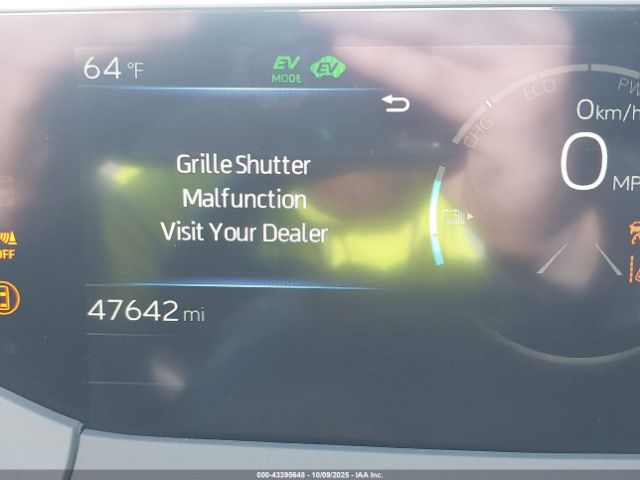 64 °F
EV
MODE
EV
PW
ECO
CHG
0 km/h
0 MP
Grille Shutter
Malfunction
Visit Your Dealer
OFF
47642 mi
000-43395648 - 10/09/2025 - IAA Inc.